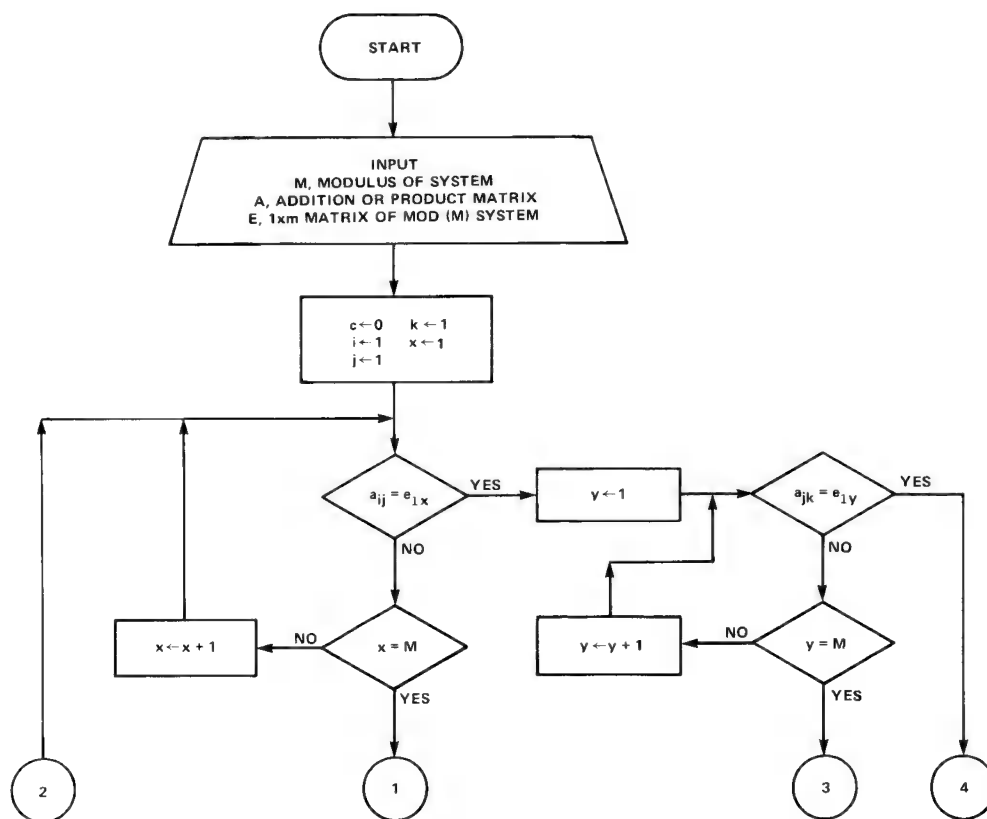 START
INPUT
M, MODULUS OF SYSTEM
A, ADDITION OR PRODUCT MATRIX
E, 1xm MATRIX OF MOD (M) SYSTEM
c←0 k←1
i←1 x←1
j←1
a_ij = e_1x
YES
y←1
a_jk = e_1y
YES
NO
NO
x←x + 1
NO
x = M
y←y + 1
NO
y = M
YES
YES
2
1
3
4